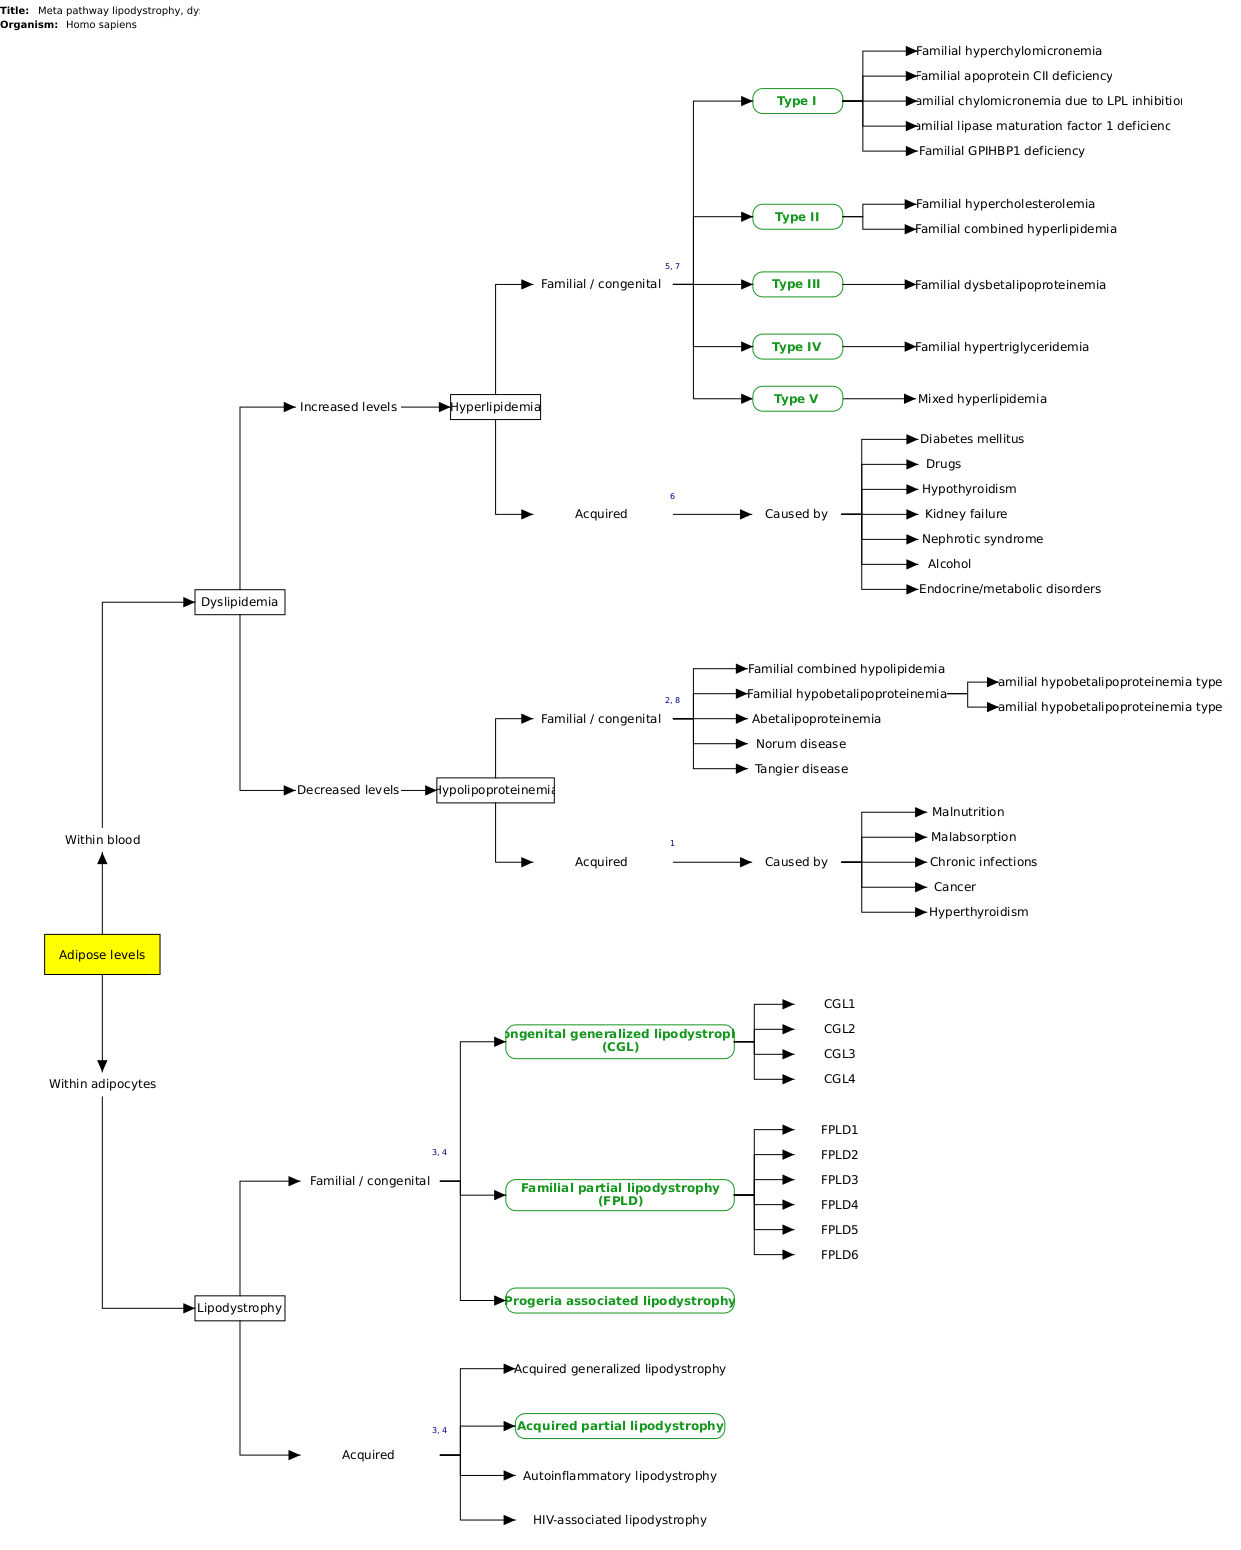 Title: Meta pathway lipodystrophy, dys
Organism: Homo sapiens
Familial hyperchylomicronemia
Familial apoprotein CII deficiency
Type I
amilial chylomicronemia due to LPL inhibition
amilial lipase maturation factor 1 deficienc
Familial GPIHBP1 deficiency
Familial hypercholesterolemia
Type II
Familial combined hyperlipidemia
5, 7
Familial / congenital
Type III
Familial dysbetalipoproteinemia
Type IV
Familial hypertriglyceridemia
Type V
Mixed hyperlipidemia
Increased levels
Hyperlipidemia
Diabetes mellitus
Drugs
Hypothyroidism
6
Acquired
Caused by
Kidney failure
Nephrotic syndrome
Alcohol
Endocrine/metabolic disorders
Dyslipidemia
Familial combined hypolipidemia
Familial hypobetalipoproteinemia
amilial hypobetalipoproteinemia type
amilial hypobetalipoproteinemia type
2, 8
Familial / congenital
Abetalipoproteinemia
Norum disease
Tangier disease
Decreased levels
Hypolipoproteinemia
Malnutrition
Malabsorption
1
Acquired
Caused by
Chronic infections
Cancer
Hyperthyroidism
Within blood
Adipose levels
Within adipocytes
CGL1
CGL2
ongenital generalized lipodystroph
(CGL)
CGL3
CGL4
3, 4
Familial / congenital
FPLD1
FPLD2
FPLD3
Familial partial lipodystrophy
(FPLD)
FPLD4
FPLD5
FPLD6
Progeria associated lipodystrophy
Lipodystrophy
Acquired generalized lipodystrophy
3, 4
Acquired partial lipodystrophy
Acquired
Autoinflammatory lipodystrophy
HIV-associated lipodystrophy